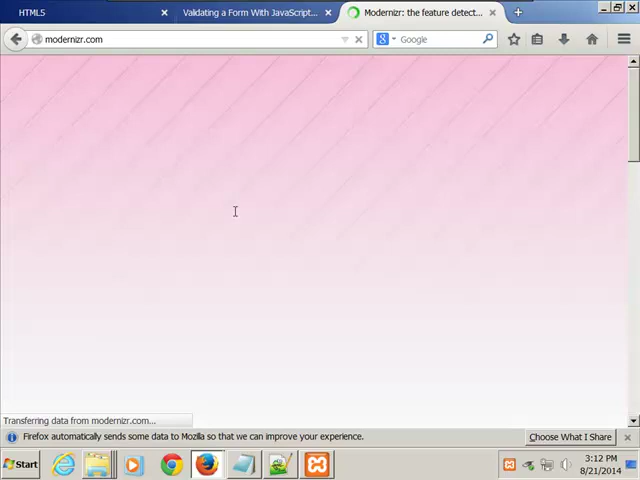 HTML5
Validating a Form With JavaScript...
Modernizr: the feature detect...
modernizr.com
Google
Transferring data from modernizr.com...
Firefox automatically sends some data to Mozilla so that we can improve your experience.
Choose What I Share
Start
3:12 PM
8/21/2014